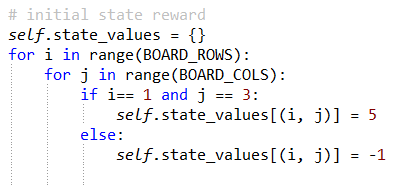 # initial state reward
self.state_values = {}
for i in range(BOARD_ROWS):
    for j in range(BOARD_COLS):
        if i== 1 and j == 3:
            self.state_values[(i, j)] = 5
        else:
            self.state_values[(i, j)] = -1